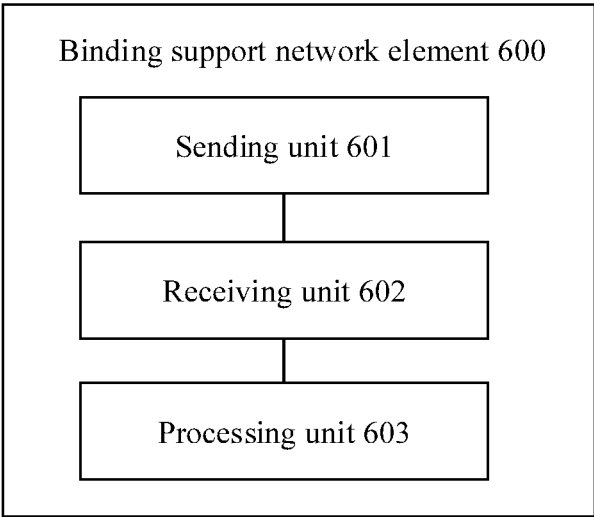 Binding support network element 600
Sending unit 601
Receiving unit 602
Processing unit 603